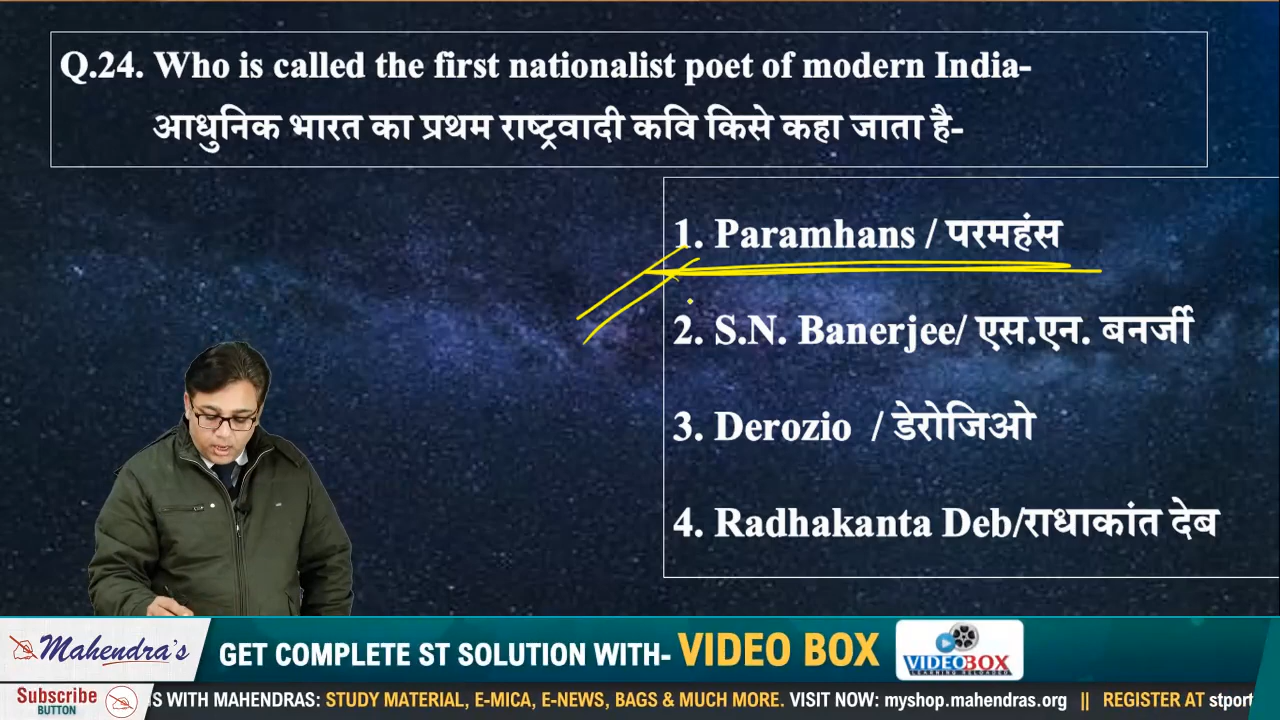 Q.24. Who is called the first nationalist poet of modern India-
आधुनिक भारत का प्रथम राष्ट्रवादी कवि किसे कहा जाता है-
1. Paramhans / परमहंस
2. S.N. Banerjee/ एस.एन. बनर्जी
3. Derozio / डेरोजिओ
4. Radhakanta Deb/राधाकांत देब
Mahendra's
GET COMPLETE ST SOLUTION WITH- VIDEO BOX
VIDEOBOX
LEARNING RELOADED
Subscribe
BUTTON
S WITH MAHENDRAS: STUDY MATERIAL, E-MICA, E-NEWS, BAGS & MUCH MORE. VISIT NOW: myshop.mahendras.org || REGISTER AT stport